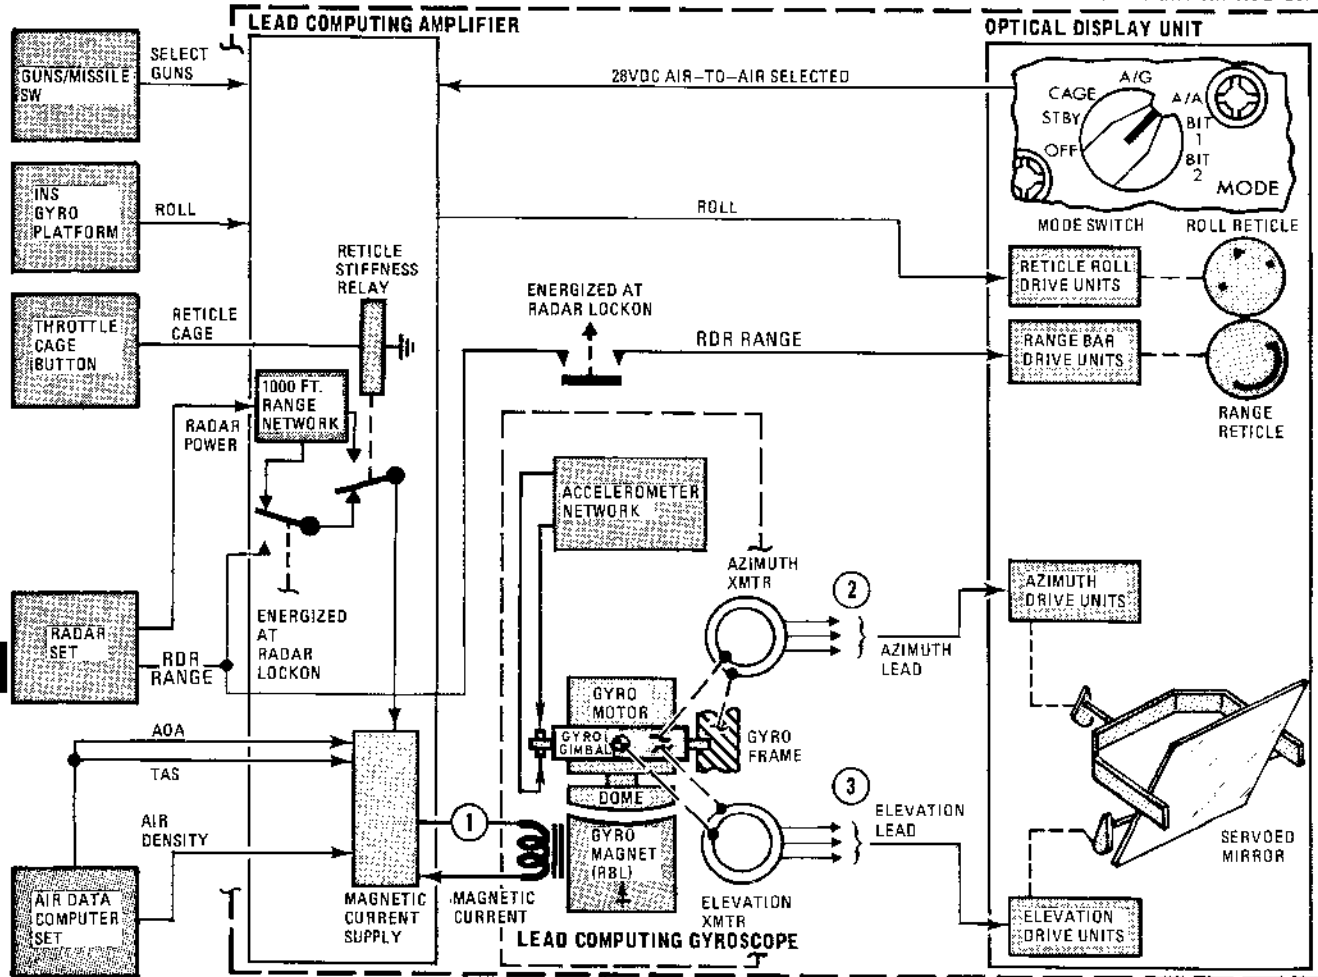 LEAD COMPUTING AMPLIFIER
OPTICAL DISPLAY UNIT
GUNS/MISSILE
SW
SELECT
GUNS
28VDC AIR-TO-AIR SELECTED
A/G
CAGE
A/A
STBY
BIT
1
OFF
BIT
2
MODE
INS
GYRO
PLATFORM
ROLL
ROLL
MODE SWITCH
ROLL RETICLE
RETICLE
STIFFNESS
RELAY
RETICLE ROLL
DRIVE UNITS
ENERGIZED AT
RADAR LOCKON
THROTTLE
CAGE
BUTTON
RETICLE
CAGE
RDR RANGE
RANGE BAR
DRIVE UNITS
1000 FT.
RANGE
NETWORK
RADAR
POWER
RANGE
RETICLE
ACCELEROMETER
NETWORK
AZIMUTH
XMTR
2
AZIMUTH
DRIVE UNITS
RADAR
SET
ENERGIZED
AT
RADAR
LOCKON
RDR
RANGE
AZIMUTH
LEAD
GYRO
MOTOR
GYRO
GIMBAL
GYRO
FRAME
AOA
TAS
DOME
3
ELEVATION
LEAD
AIR
DENSITY
1
GYRO
MAGNET
(RBL)
SERVOED
MIRROR
AIR DATA
COMPUTER
SET
MAGNETIC
CURRENT
SUPPLY
MAGNETIC
CURRENT
ELEVATION
XMTR
ELEVATION
DRIVE UNITS
LEAD COMPUTING GYROSCOPE